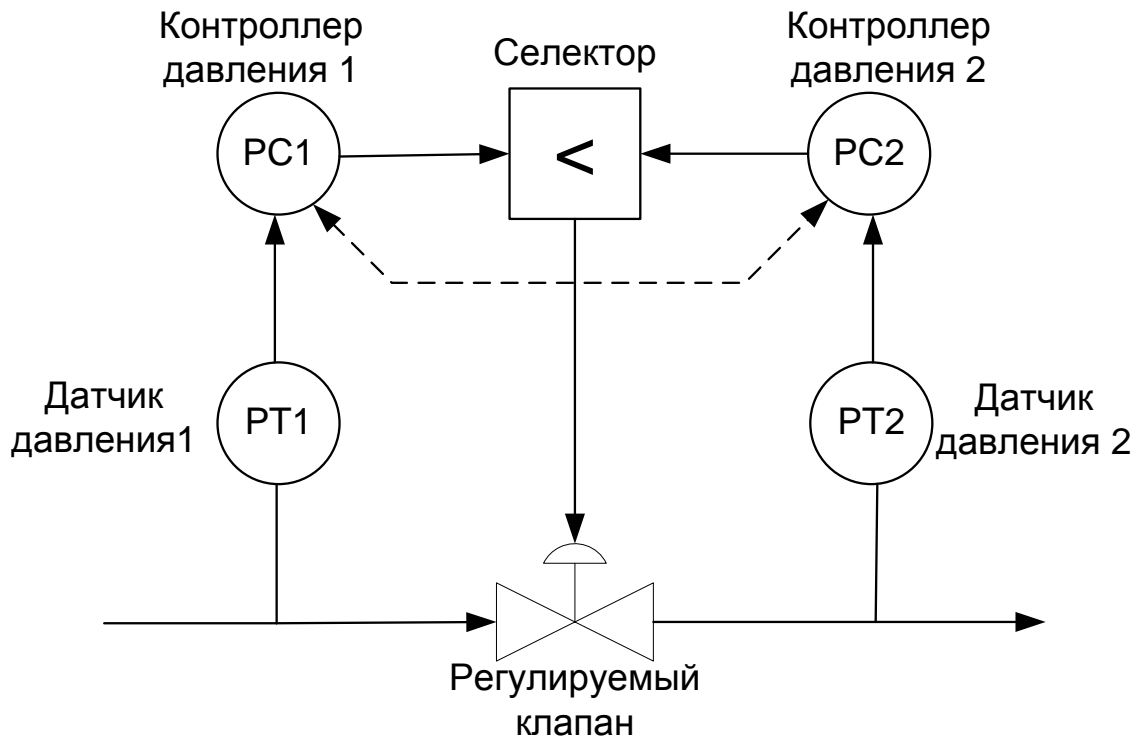 Контроллер
давления 1
Селектор
Контроллер
давления 2
PC1
<
PC2
Датчик
давления1
PT1
PT2
Датчик
давления 2
Регулируемый
клапан